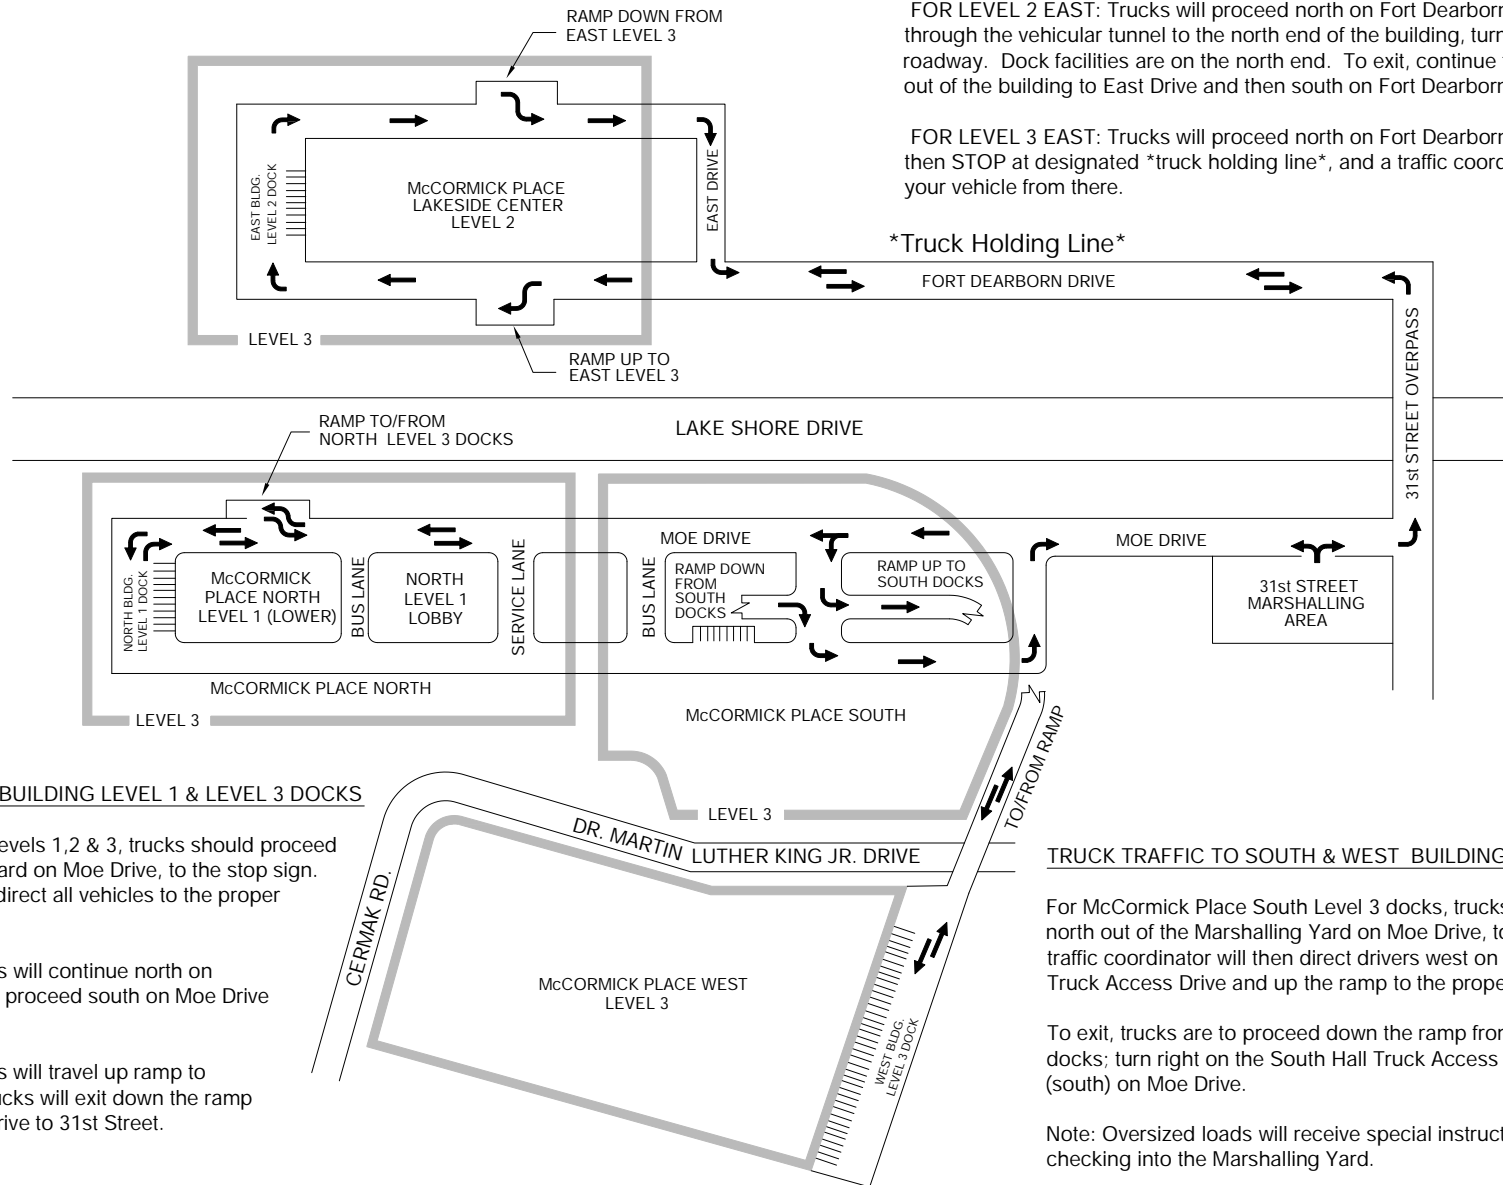 RAMP DOWN FROM
EAST LEVEL 3
FOR LEVEL 2 EAST: Trucks will proceed north on Fort Dearborn
through the vehicular tunnel to the north end of the building, turn
roadway. Dock facilities are on the north end. To exit, continue
out of the building to East Drive and then south on Fort Dearborn
FOR LEVEL 3 EAST: Trucks will proceed north on Fort Dearborn
then STOP at designated *truck holding line*, and a traffic coord
your vehicle from there.
EAST BLDG.
LEVEL 2 DOCK
McCORMICK PLACE
LAKESIDE CENTER
LEVEL 2
EAST DRIVE
*Truck Holding Line*
FORT DEARBORN DRIVE
LEVEL 3
RAMP UP TO
EAST LEVEL 3
31st STREET OVERPASS
LAKE SHORE DRIVE
RAMP TO/FROM
NORTH LEVEL 3 DOCKS
MOE DRIVE
MOE DRIVE
NORTH BLDG.
LEVEL 1 DOCK
McCORMICK
PLACE NORTH
LEVEL 1 (LOWER)
BUS LANE
NORTH
LEVEL 1
LOBBY
SERVICE LANE
BUS LANE
RAMP DOWN
FROM
SOUTH
DOCKS
RAMP UP TO
SOUTH DOCKS
31st STREET
MARSHALLING
AREA
McCORMICK PLACE NORTH
LEVEL 3
McCORMICK PLACE SOUTH
LEVEL 3
TO/FROM RAMP
BUILDING LEVEL 1 & LEVEL 3 DOCKS
evels 1,2 & 3, trucks should proceed
ard on Moe Drive, to the stop sign.
direct all vehicles to the proper
s will continue north on
proceed south on Moe Drive
s will travel up ramp to
ucks will exit down the ramp
rive to 31st Street.
CERMAK RD.
DR. MARTIN LUTHER KING JR. DRIVE
McCORMICK PLACE WEST
LEVEL 3
WEST BLDG.
LEVEL 3 DOCK
TRUCK TRAFFIC TO SOUTH & WEST BUILDING
For McCormick Place South Level 3 docks, trucks
north out of the Marshalling Yard on Moe Drive, to
traffic coordinator will then direct drivers west on
Truck Access Drive and up the ramp to the prope
To exit, trucks are to proceed down the ramp from
docks; turn right on the South Hall Truck Access
(south) on Moe Drive.
Note: Oversized loads will receive special instruct
checking into the Marshalling Yard.